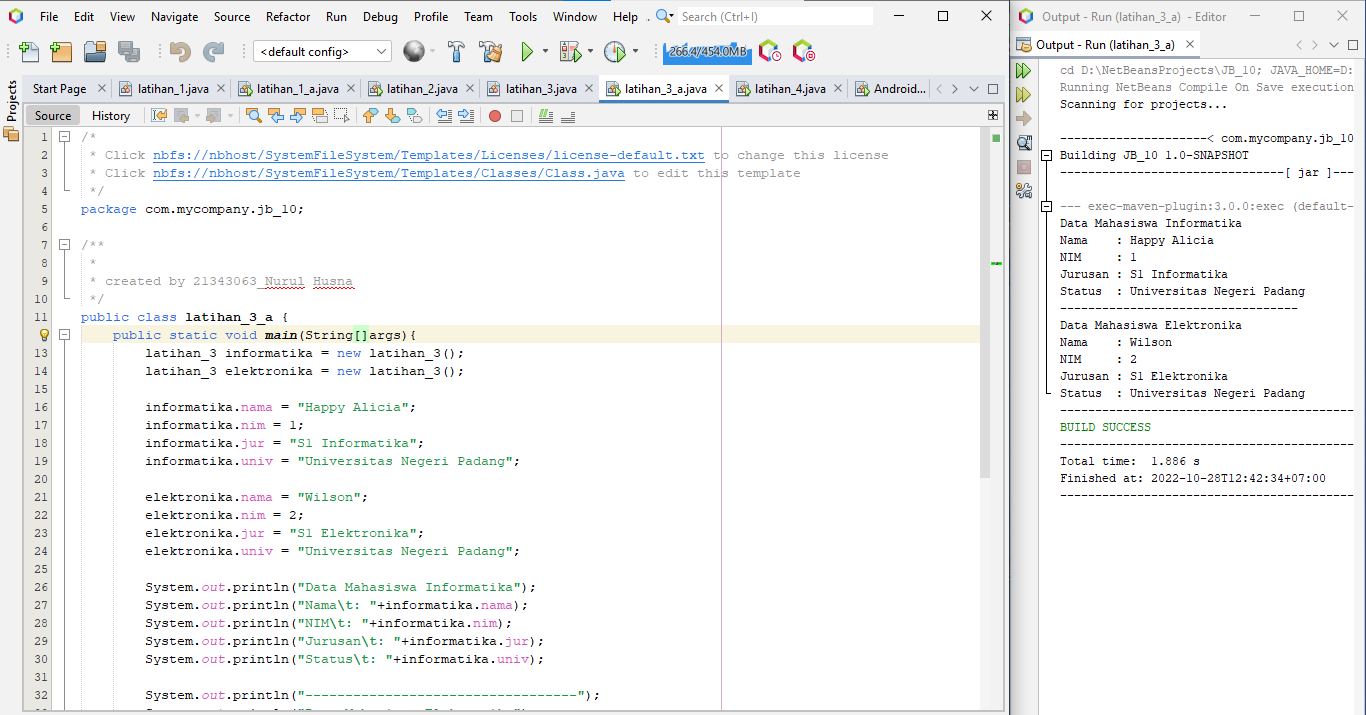 File Edit View Navigate Source Refactor Run Debug Profile Team Tools Window Help Search (Ctrl+I)
<default config> 266.4/454.0MB
Projects
Start Page latihan_1.java latihan_1_a.java latihan_2.java latihan_3.java latihan_3_a.java latihan_4.java Android...
Source History
1 /*
2 * Click nbfs://nbhost/SystemFileSystem/Templates/Licenses/license-default.txt to change this license
3 * Click nbfs://nbhost/SystemFileSystem/Templates/Classes/Class.java to edit this template
4 */
5 package com.mycompany.jb_10;
6
7 /**
8 *
9 * created by 21343063_Nurul Husna
10 */
11 public class latihan_3_a {
public static void main(String[]args){
13 latihan_3 informatika = new latihan_3();
14 latihan_3 elektronika = new latihan_3();
15
16 informatika.nama = "Happy Alicia";
17 informatika.nim = 1;
18 informatika.jur = "S1 Informatika";
19 informatika.univ = "Universitas Negeri Padang";
20
21 elektronika.nama = "Wilson";
22 elektronika.nim = 2;
23 elektronika.jur = "S1 Elektronika";
24 elektronika.univ = "Universitas Negeri Padang";
25
26 System.out.println("Data Mahasiswa Informatika");
27 System.out.println("Nama\t: "+informatika.nama);
28 System.out.println("NIM\t: "+informatika.nim);
29 System.out.println("Jurusan\t: "+informatika.jur);
30 System.out.println("Status\t: "+informatika.univ);
31
32 System.out.println("----------------------------------");
Output - Run (latihan_3_a) - Editor
Output - Run (latihan_3_a)
cd D:\NetBeansProjects\JB_10; JAVA_HOME=D:
Running NetBeans Compile On Save execution
Scanning for projects...
---------------------< com.mycompany.jb_10
Building JB_10 1.0-SNAPSHOT
--------------------------------[ jar ]---
--- exec-maven-plugin:3.0.0:exec (default-
Data Mahasiswa Informatika
Nama : Happy Alicia
NIM : 1
Jurusan : S1 Informatika
Status : Universitas Negeri Padang
----------------------------------
Data Mahasiswa Elektronika
Nama : Wilson
NIM : 2
Jurusan : S1 Elektronika
Status : Universitas Negeri Padang
------------------------------------------
BUILD SUCCESS
------------------------------------------
Total time: 1.886 s
Finished at: 2022-10-28T12:42:34+07:00
------------------------------------------